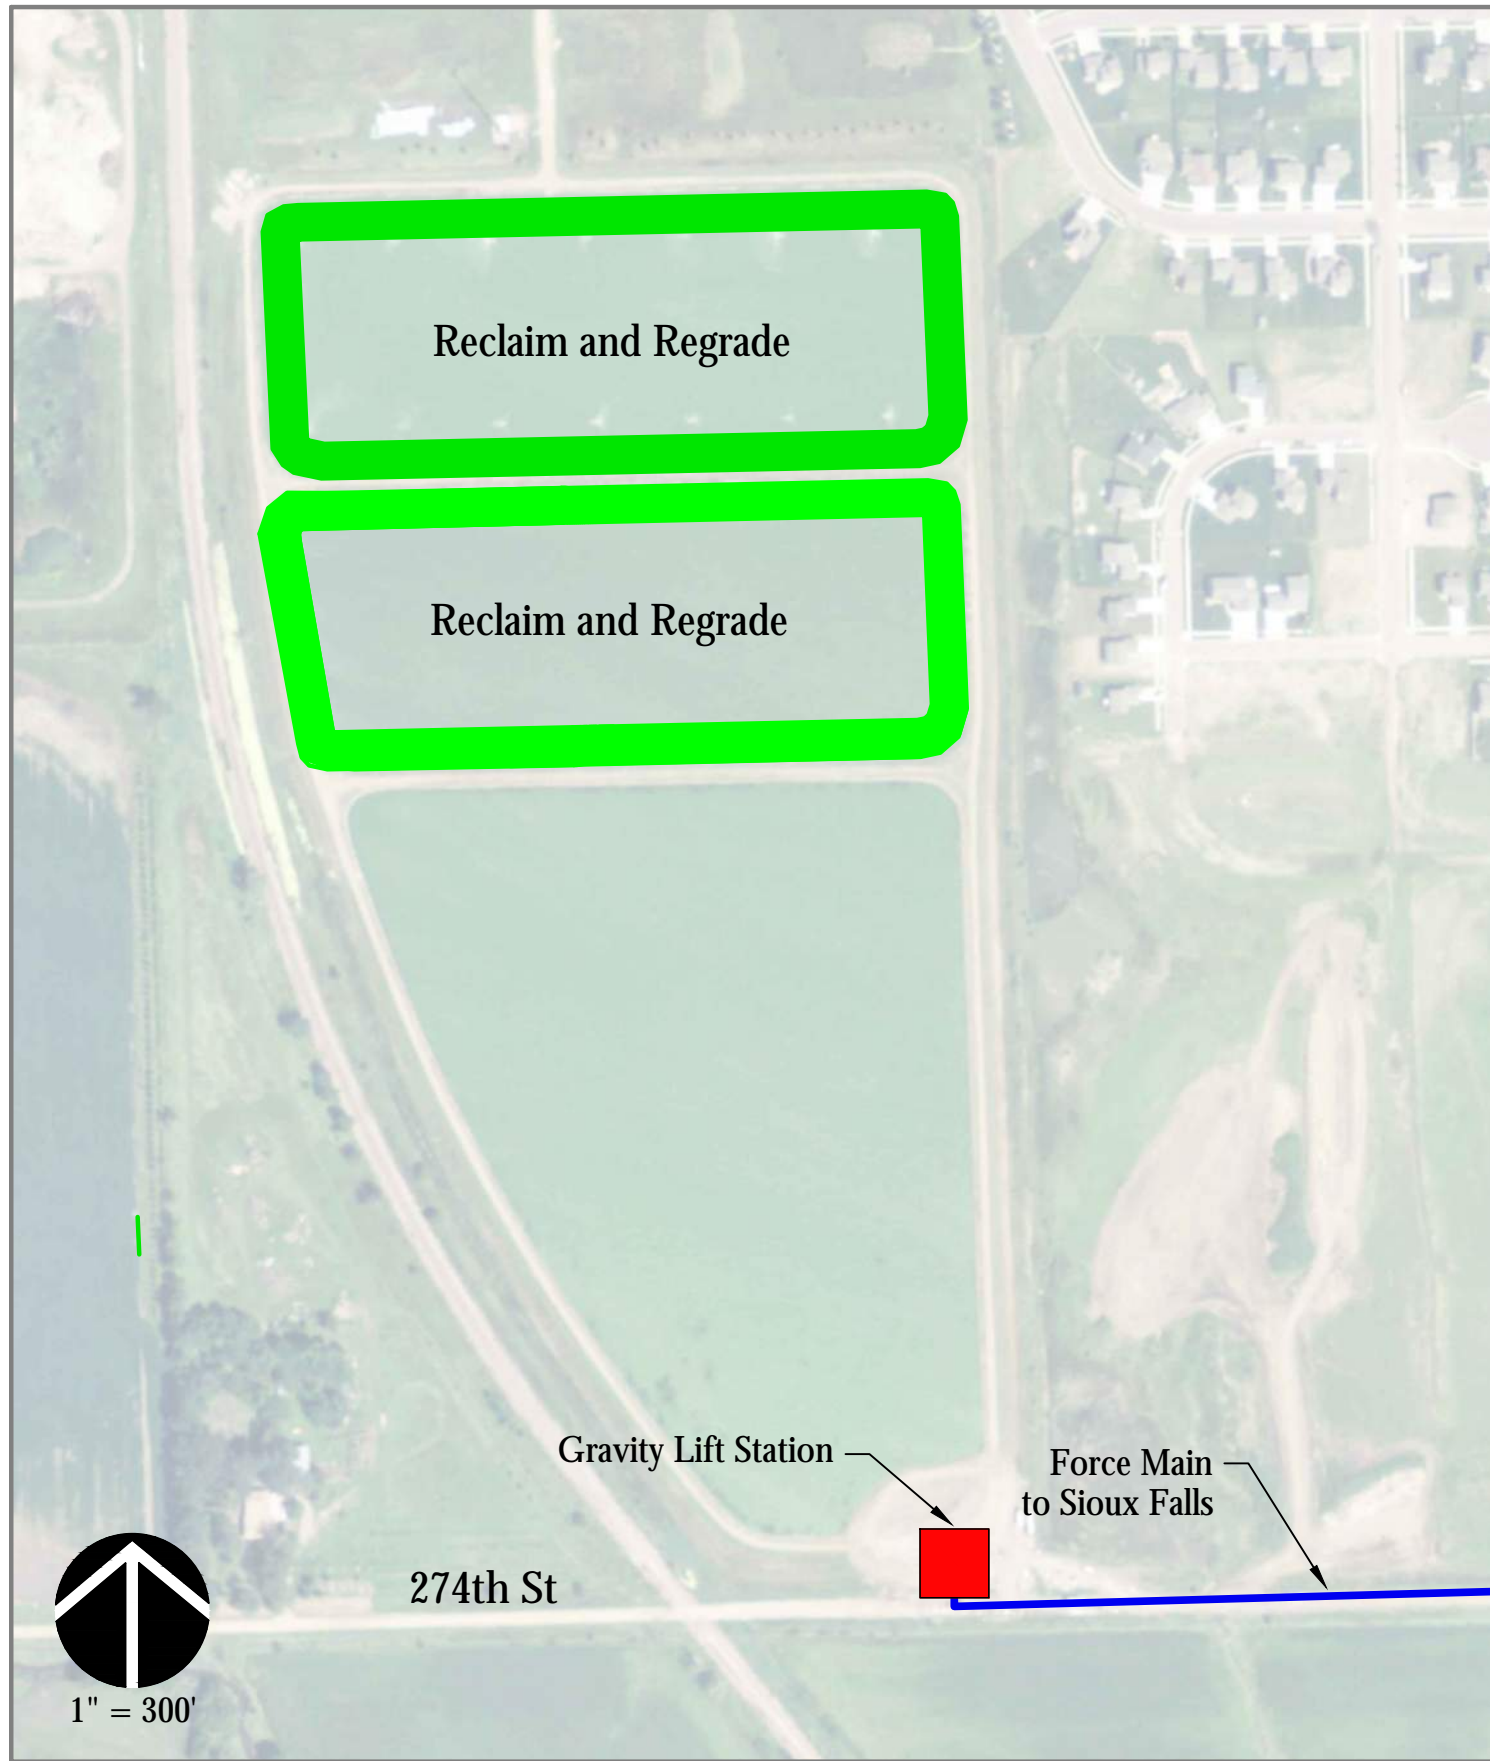 Reclaim and Regrade
Reclaim and Regrade
Gravity Lift Station
Force Main
to Sioux Falls
274th St
1" = 300'